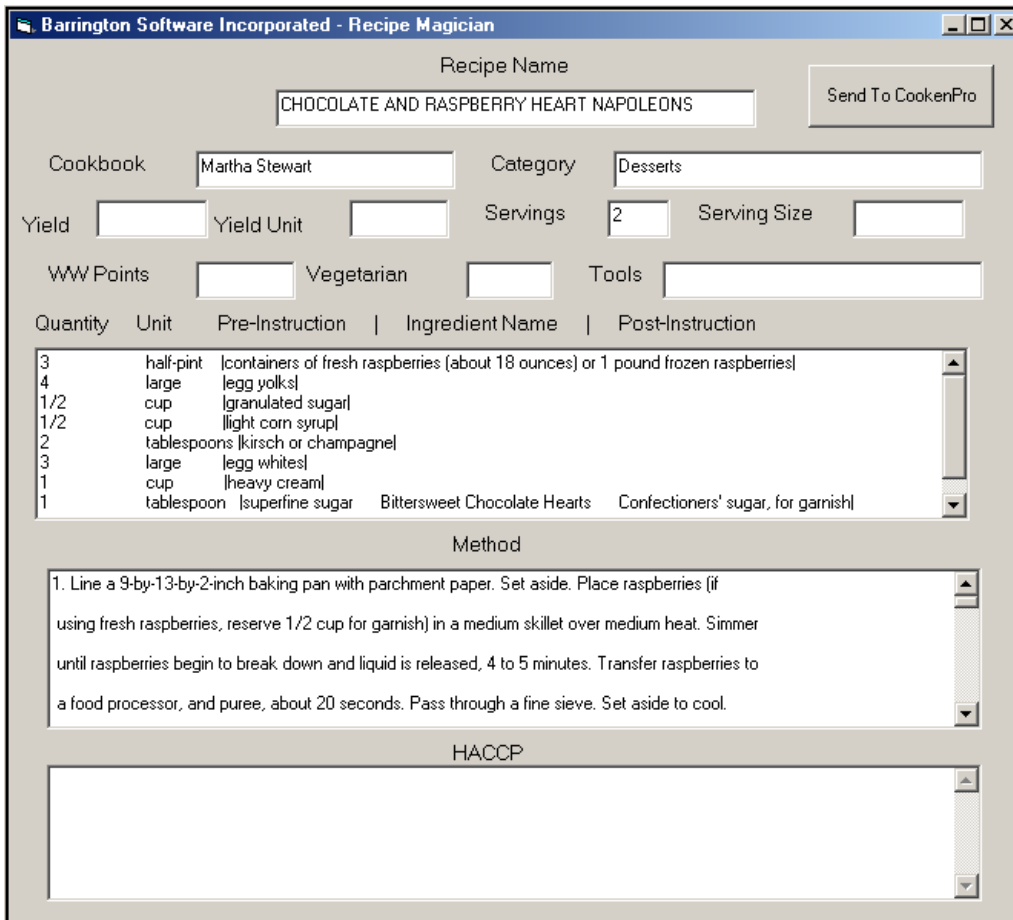 Barrington Software Incorporated - Recipe Magician
Recipe Name
CHOCOLATE AND RASPBERRY HEART NAPOLEONS
Send To CookenPro
Cookbook Martha Stewart Category Desserts
Yield Yield Unit Servings 2 Serving Size
WW Points Vegetarian Tools
Quantity Unit Pre-Instruction | Ingredient Name | Post-Instruction
3 half-pint |containers of fresh raspberries (about 18 ounces) or 1 pound frozen raspberries|
4 large |egg yolks|
1/2 cup |granulated sugar|
1/2 cup |light corn syrup|
2 tablespoons |kirsch or champagne|
3 large |egg whites|
1 cup |heavy cream|
1 tablespoon |superfine sugar Bittersweet Chocolate Hearts Confectioners' sugar, for garnish|
Method
1. Line a 9-by-13-by-2-inch baking pan with parchment paper. Set aside. Place raspberries (if
using fresh raspberries, reserve 1/2 cup for garnish) in a medium skillet over medium heat. Simmer
until raspberries begin to break down and liquid is released, 4 to 5 minutes. Transfer raspberries to
a food processor, and puree, about 20 seconds. Pass through a fine sieve. Set aside to cool.
HACCP